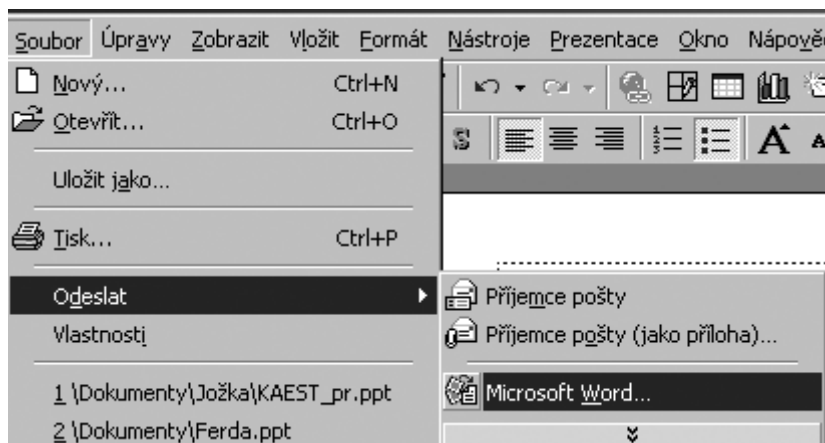 Soubor Úpravy Zobrazit Vložit Formát Nástroje Prezentace Okno Nápově
Nový... Ctrl+N
Otevřít... Ctrl+O
Uložit jako...
Tisk... Ctrl+P
Odeslat
Vlastnosti
1 \Dokumenty\Jožka\KAEST_pr.ppt
2 \Dokumenty\Ferda.ppt
S
A A
Příjemce pošty
Příjemce pošty (jako příloha)...
Microsoft Word...